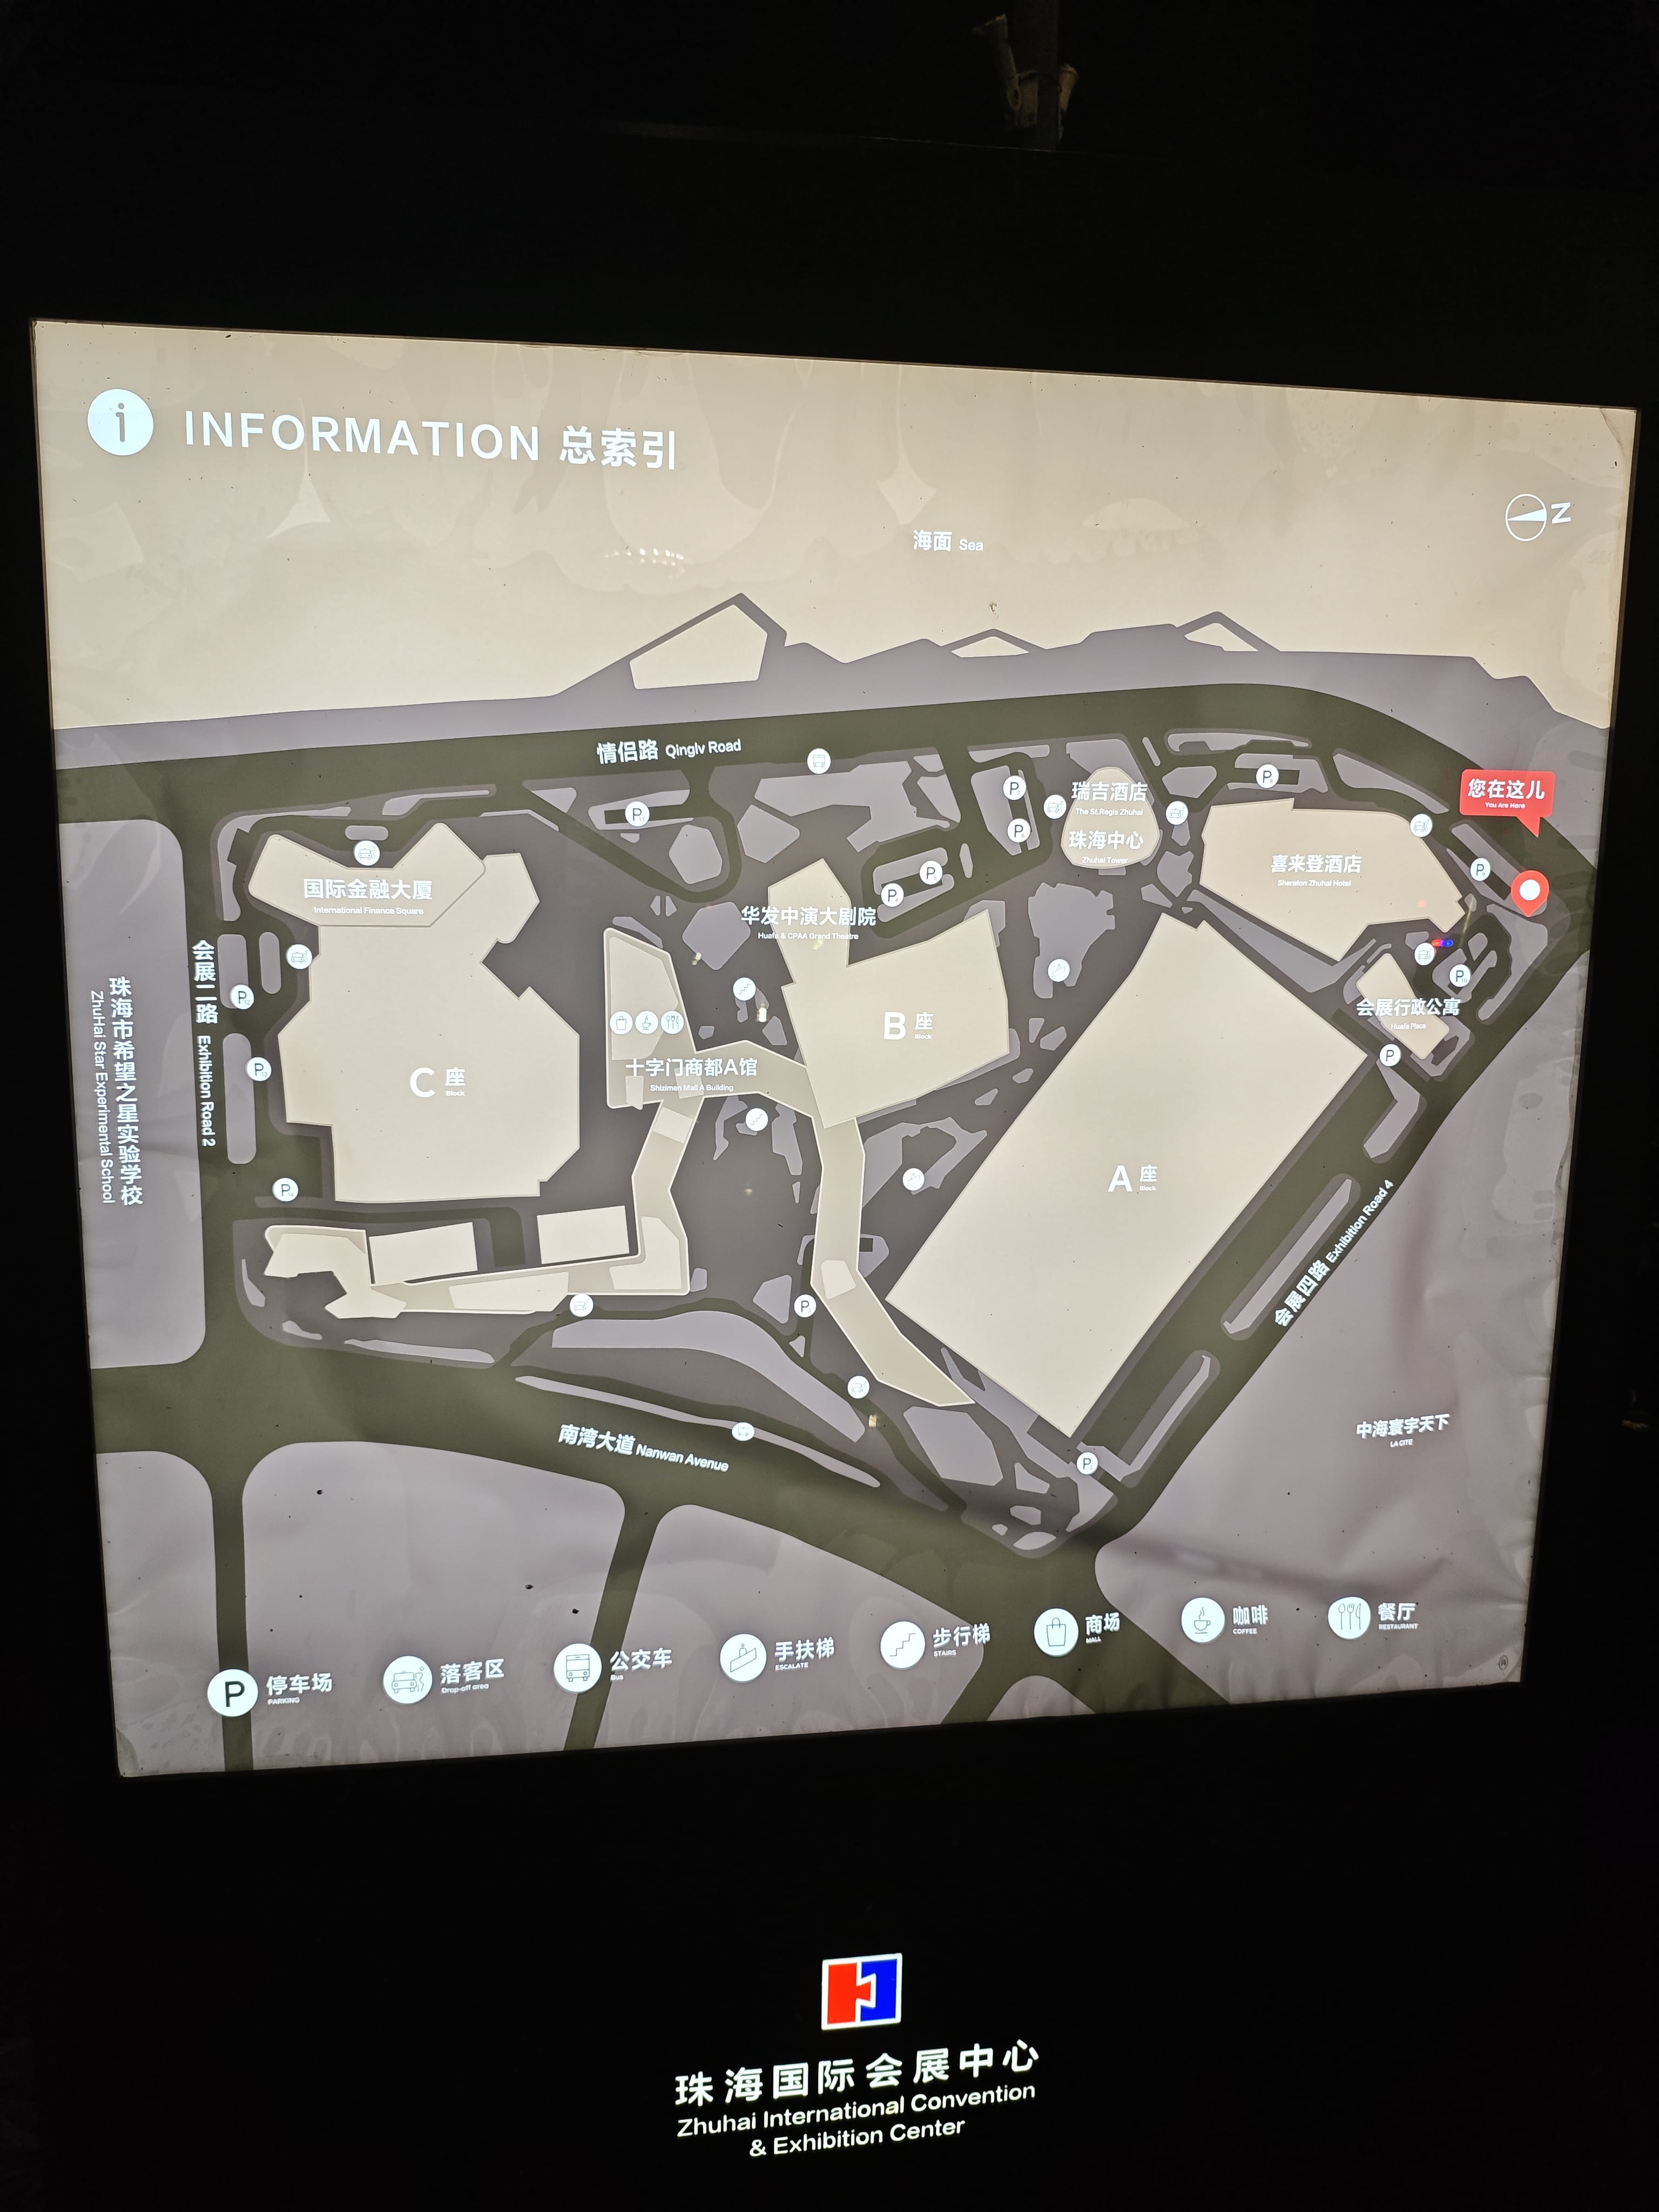 i
INFORMATION 总索引
N
海面 Sea
情侣路 Qinglv Road
您在这儿
You Are Here
瑞吉酒店
The St.Regis Zhuhai
珠海中心
Zhuhai Tower
喜来登酒店
Sheraton Zhuhai Hotel
国际金融大厦
International Finance Square
华发中演大剧院
Huafa & CPAA Grand Theatre
会展行政公寓
Huafa Place
会展二路 Exhibition Road 2
珠海市希望之星实验学校
ZhuHai Star Experimental School
B 座
Block
十字门商都A馆
Shizimen Mall A Building
C 座
Block
A 座
Block
会展四路 Exhibition Road 4
中海寰宇天下
LA CITE
南湾大道 Nanwan Avenue
P 停车场
PARKING
落客区
Drop-off area
公交车
Bus
手扶梯
ESCALATE
步行梯
STAIRS
商场
MALL
咖啡
COFFEE
餐厅
RESTAURANT
珠海国际会展中心
Zhuhai International Convention
& Exhibition Center